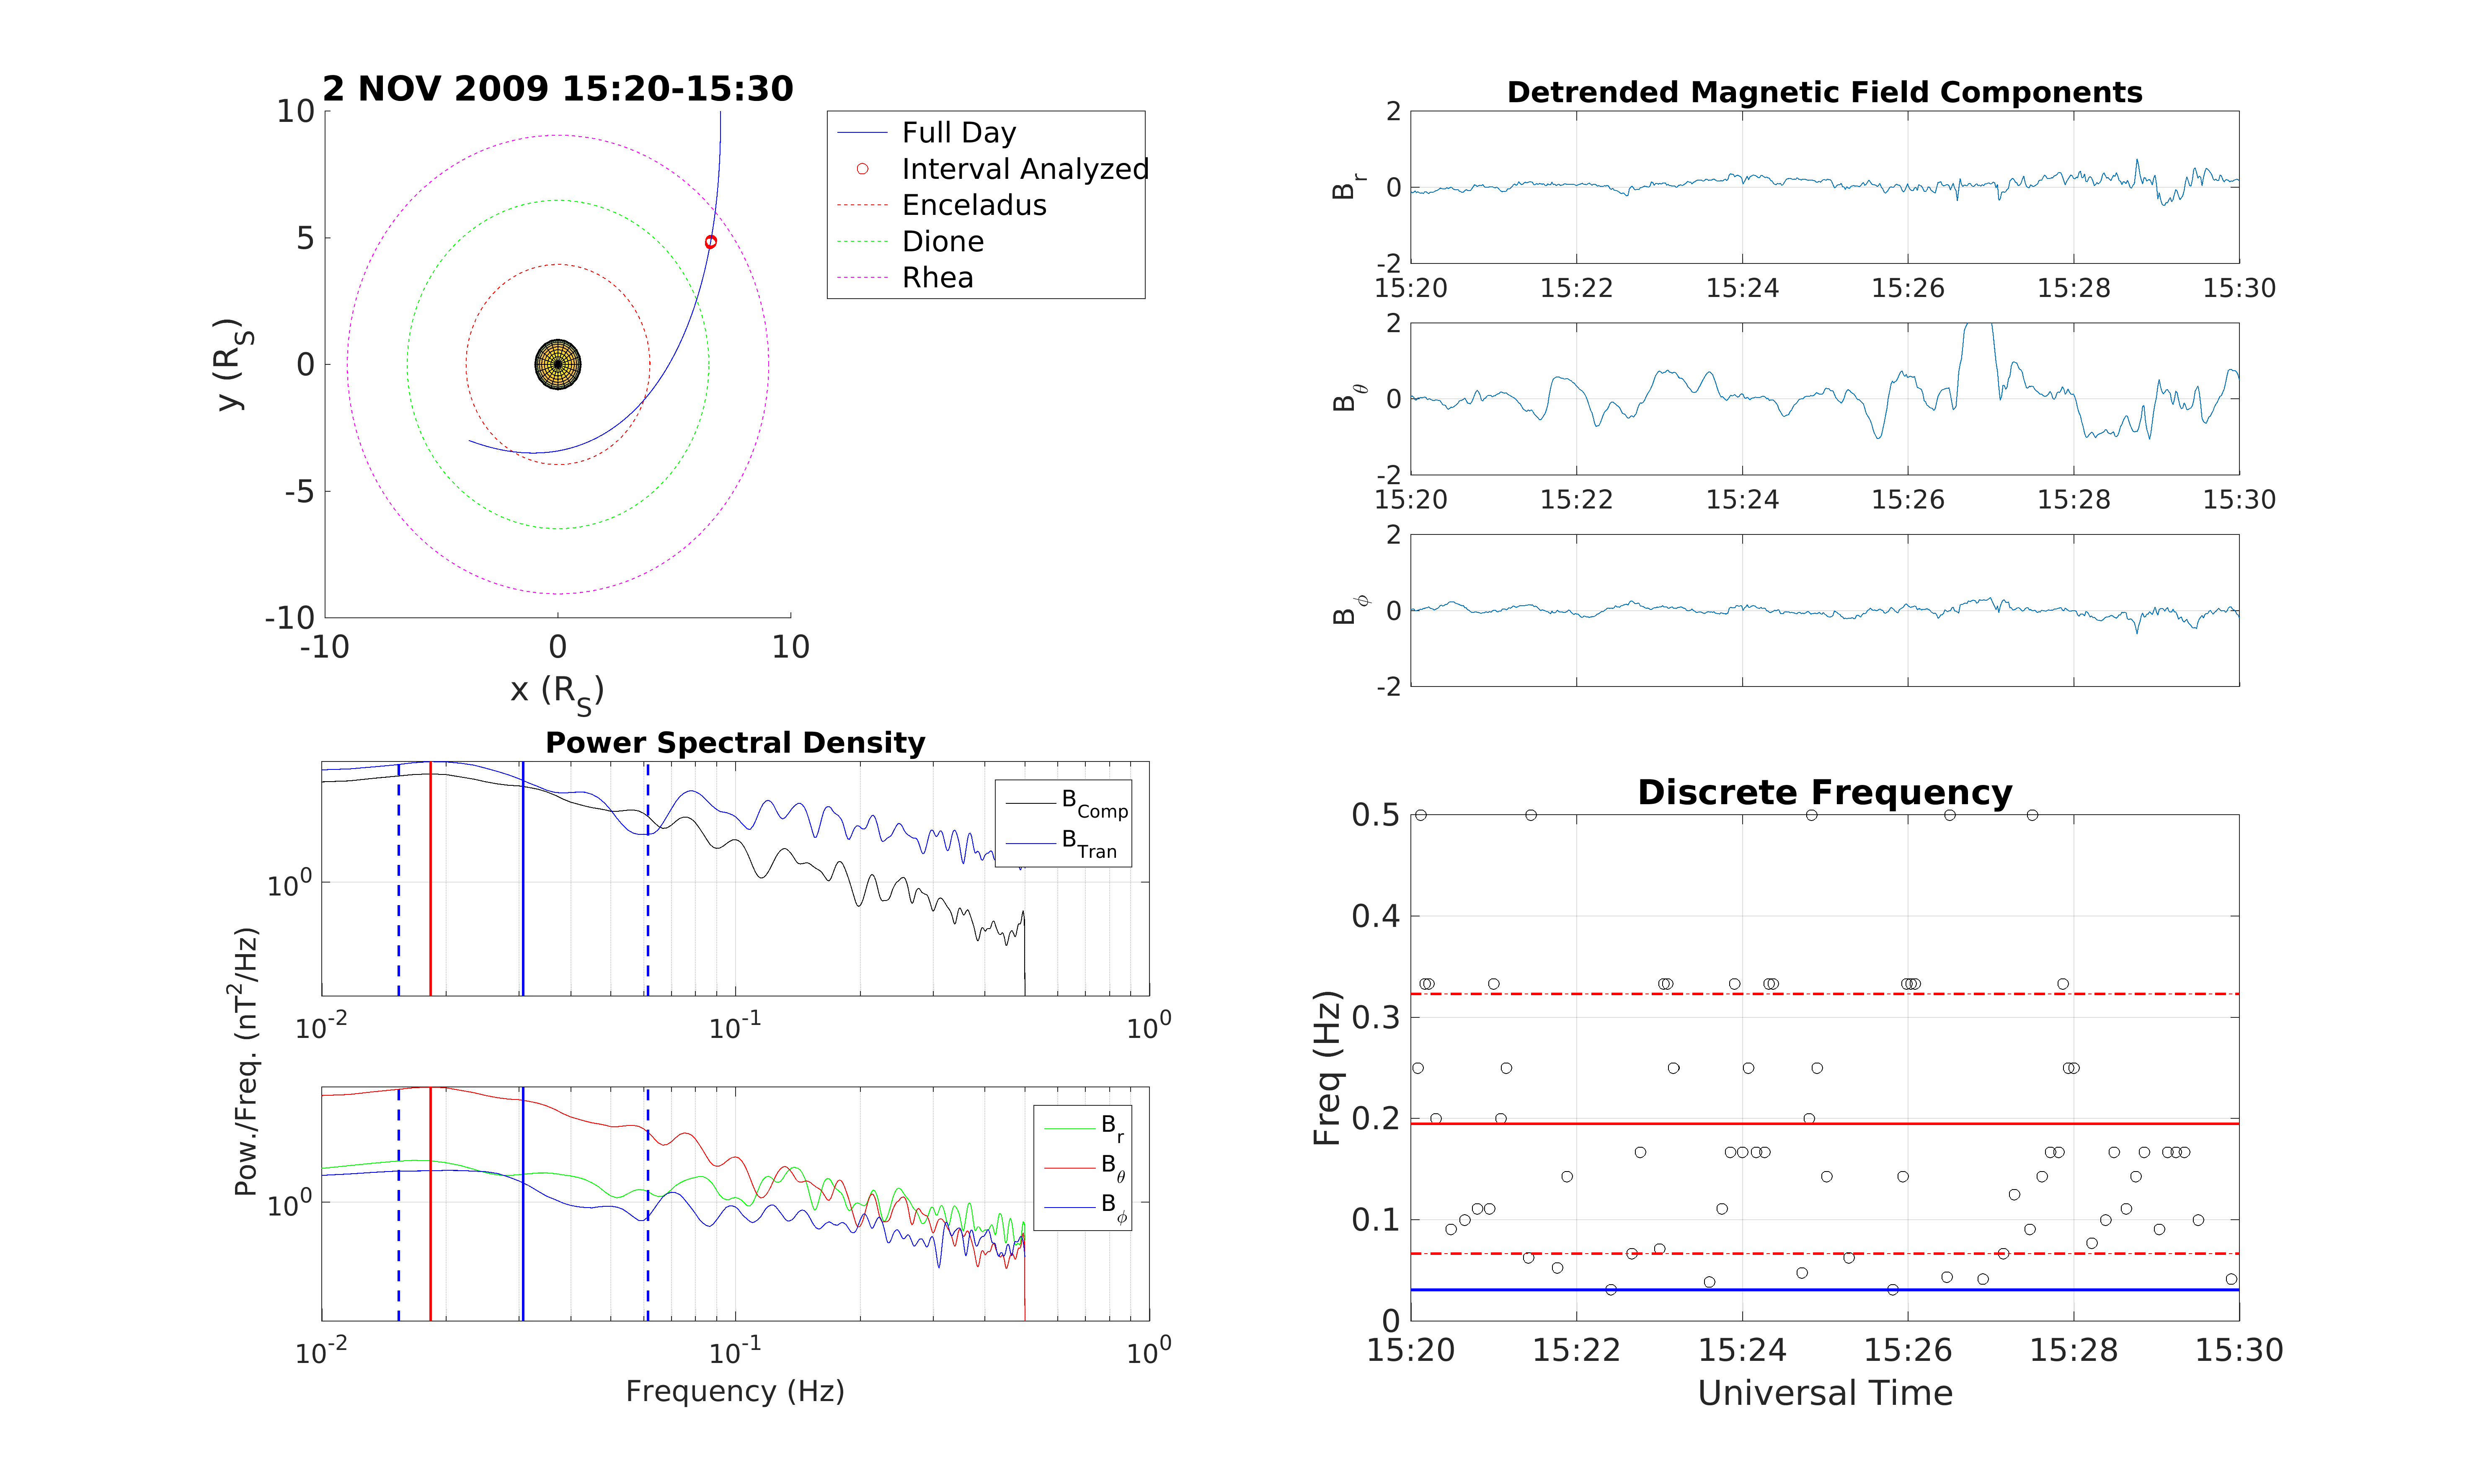 2 NOV 2009 15:20-15:30
10
5
0
-5
-10
-10 0 10
x (R_S)
y (R_S)
Full Day
Interval Analyzed
Enceladus
Dione
Rhea
Detrended Magnetic Field Components
2
0
-2
B_r
15:20 15:22 15:24 15:26 15:28 15:30
2
0
-2
B_θ
15:20 15:22 15:24 15:26 15:28 15:30
2
0
-2
B_ϕ
Power Spectral Density
10^0
B_Comp
B_Tran
10^-2 10^-1 10^0
Pow./Freq. (nT^2/Hz)
10^0
B_r
B_θ
B_ϕ
10^-2 10^-1 10^0
Frequency (Hz)
Discrete Frequency
0.5
0.4
0.3
0.2
0.1
0
Freq (Hz)
15:20 15:22 15:24 15:26 15:28 15:30
Universal Time